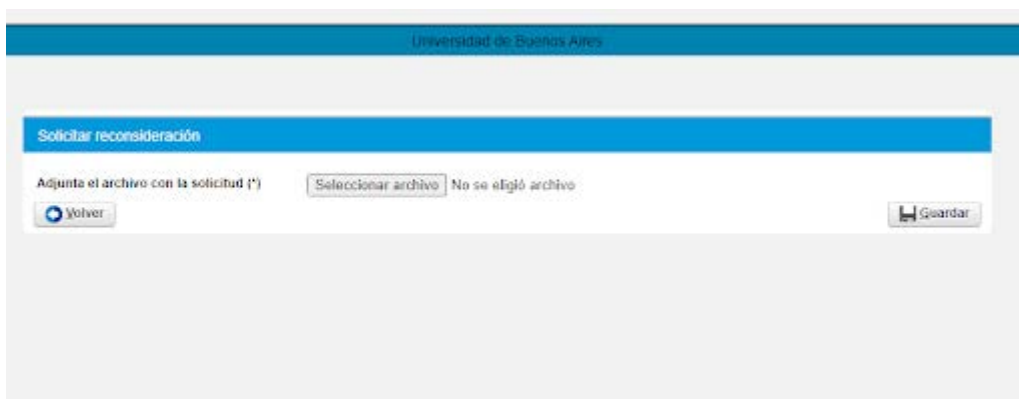 Universidad de Buenos Aires
Solicitar reconsideración
Adjunta el archivo con la solicitud (*) Seleccionar archivo No se eligió archivo
Volver Guardar